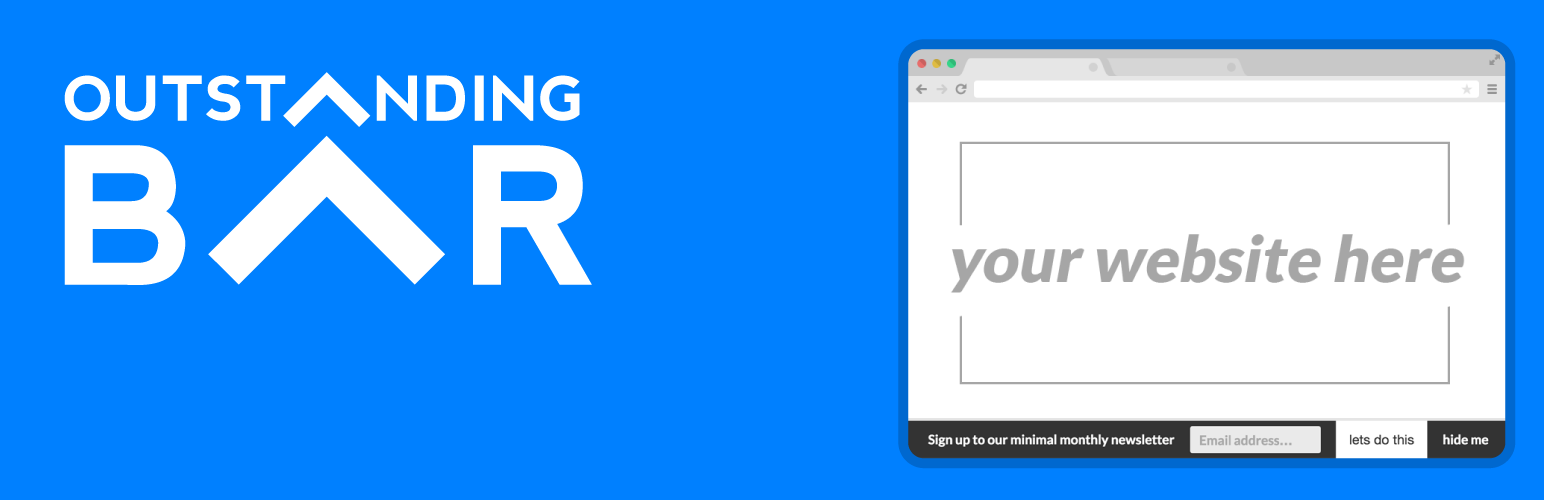 OUTSTANDING
BAR
your website here
Sign up to our minimal monthly newsletter Email address... lets do this hide me